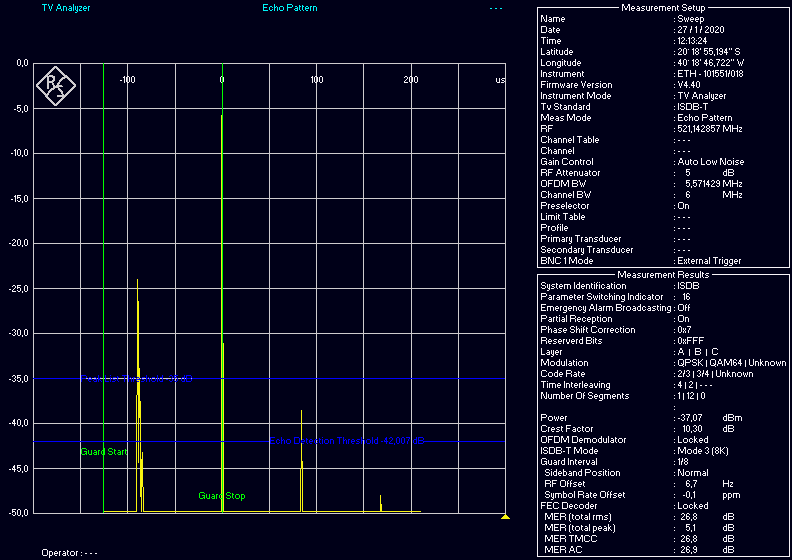 TV Analyzer Echo Pattern ---
0,0
-5,0
-10,0
-15,0
-20,0
-25,0
-30,0
-35,0
-40,0
-45,0
-50,0
-100 0 100 us
Echo Detection Threshold -42,007 dB
Guard Start
Guard Stop
Operator : ---
Measurement Setup
Name : Sweep
Date : 27 / 1 / 2020
Time : 12:13:24
Latitude : 20° 18' 55,194" S
Longitude : 40° 18' 46,722" W
Instrument : ETH - 101551/018
Firmware Version : V4.40
Instrument Mode : TV Analyzer
Tv Standard : ISDB-T
Meas Mode : Echo Pattern
RF : 521,142857 MHz
Channel Table : ---
Channel : ---
Gain Control : Auto Low Noise
RF Attenuator : 5 dB
OFDM BW : 5,571429 MHz
Channel BW : 6 MHz
Preselector : On
Limit Table : ---
Profile : ---
Primary Transducer : ---
Secondary Transducer : ---
BNC 1 Mode : External Trigger
Measurement Results
System Identification : ISDB
Parameter Switching Indicator : 16
Emergency Alarm Broadcasting : Off
Partial Reception : On
Phase Shift Correction : 0x7
Reserverd Bits : 0xFFF
Layer : A | B | C
Modulation : QPSK | QAM64 | Unknown
Code Rate : 2/3 | 3/4 | Unknown
Time Interleaving : 4 | 2 | ---
Number Of Segments : 1 | 12 | 0
:
Power : -37,07 dBm
Crest Factor : 10,30 dB
OFDM Demodulator : Locked
ISDB-T Mode : Mode 3 (8K)
Guard Interval : 1/8
Sideband Position : Normal
RF Offset : 6,7 Hz
Symbol Rate Offset : -0,1 ppm
FEC Decoder : Locked
MER (total rms) : 26,8 dB
MER (total peak) : 5,1 dB
MER TMCC : 26,8 dB
MER AC : 26,9 dB